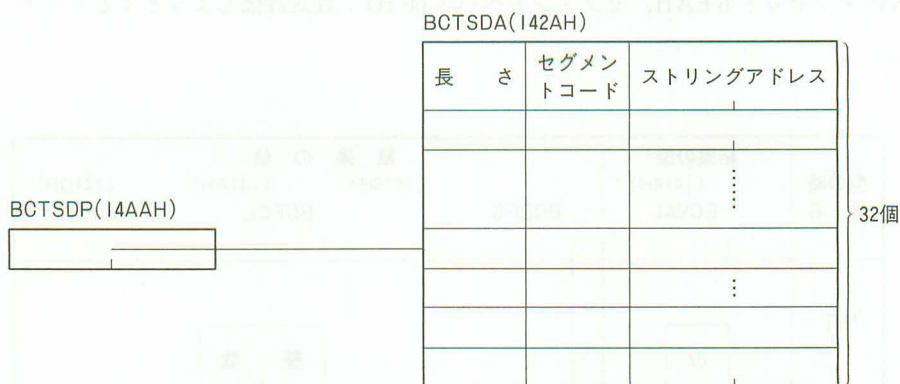 BCTSDA(142AH)
長 さ
セグメン
トコード
ストリングアドレス
BCTSDP(14AAH)
32個